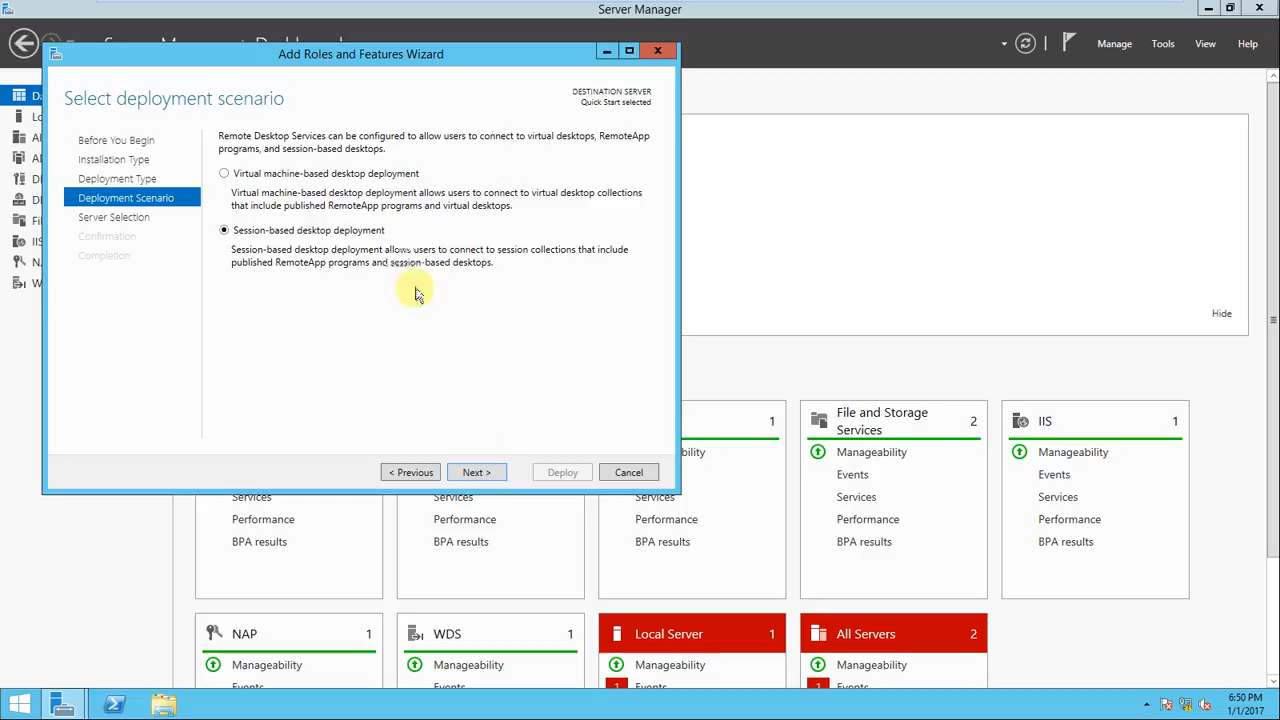 Server Manager
Manage
Tools
View
Help
Add Roles and Features Wizard
Select deployment scenario
DESTINATION SERVER
Quick Start selected
Before You Begin
Installation Type
Deployment Type
Deployment Scenario
Server Selection
Confirmation
Completion
Remote Desktop Services can be configured to allow users to connect to virtual desktops, RemoteApp
programs, and session-based desktops.
Virtual machine-based desktop deployment
Virtual machine-based desktop deployment allows users to connect to virtual desktop collections
that include published RemoteApp programs and virtual desktops.
Session-based desktop deployment
Session-based desktop deployment allows users to connect to session collections that include
published RemoteApp programs and session-based desktops.
< Previous
Next >
Deploy
Cancel
Hide
1
File and Storage
Services
2
IIS
1
Manageability
Manageability
Events
Events
Services
Services
Services
Services
Services
Performance
Performance
Performance
Performance
Performance
BPA results
BPA results
BPA results
BPA results
BPA results
NAP
1
WDS
1
Local Server
1
All Servers
2
Manageability
Manageability
Manageability
Manageability
Events
Events
1
Events
1
Events
6:50 PM
1/1/2017